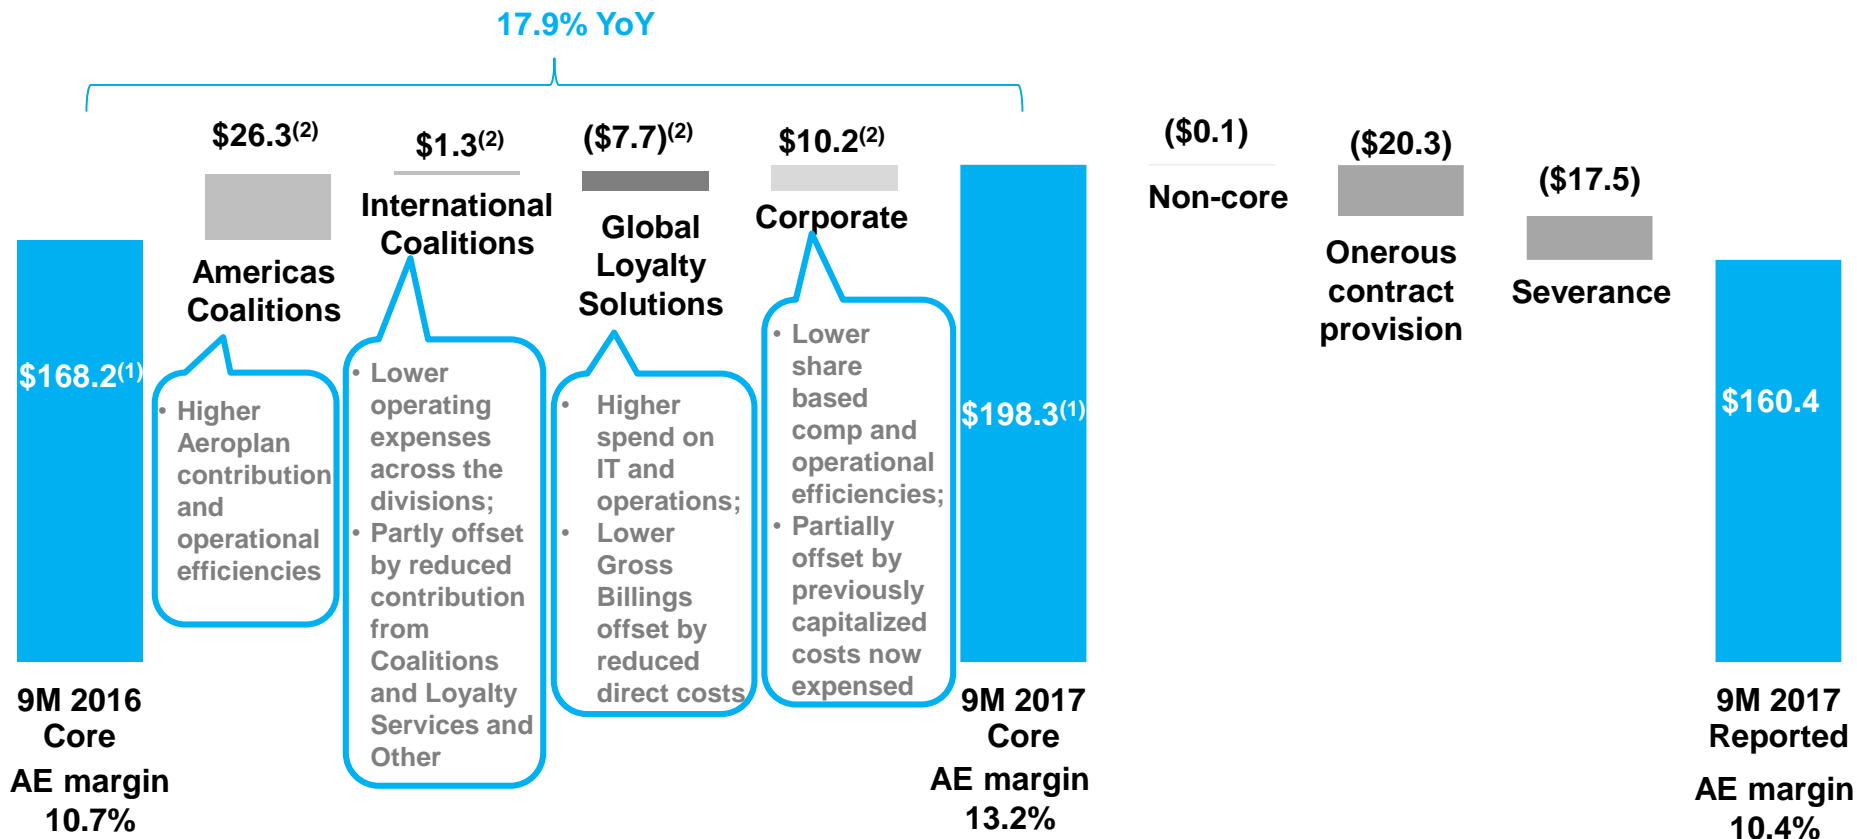 17.9% YoY
$26.3(2)
Americas
Coalitions
• Higher
Aeroplan
contribution
and
operational
efficiencies
$1.3(2)
International
Coalitions
• Lower
operating
expenses
across the
divisions;
• Partly offset
by reduced
contribution
from
Coalitions
and Loyalty
Services and
Other
($7.7)(2)
Global
Loyalty
Solutions
• Higher
spend on
IT and
operations;
• Lower
Gross
Billings
offset by
reduced
direct costs
$10.2(2)
Corporate
• Lower
share
based
comp and
operational
efficiencies;
• Partially
offset by
previously
capitalized
costs now
expensed
($0.1)
Non-core
($20.3)
Onerous
contract
provision
($17.5)
Severance
$168.2(1)
9M 2016
Core
AE margin
10.7%
$198.3(1)
9M 2017
Core
AE margin
13.2%
$160.4
9M 2017
Reported
AE margin
10.4%